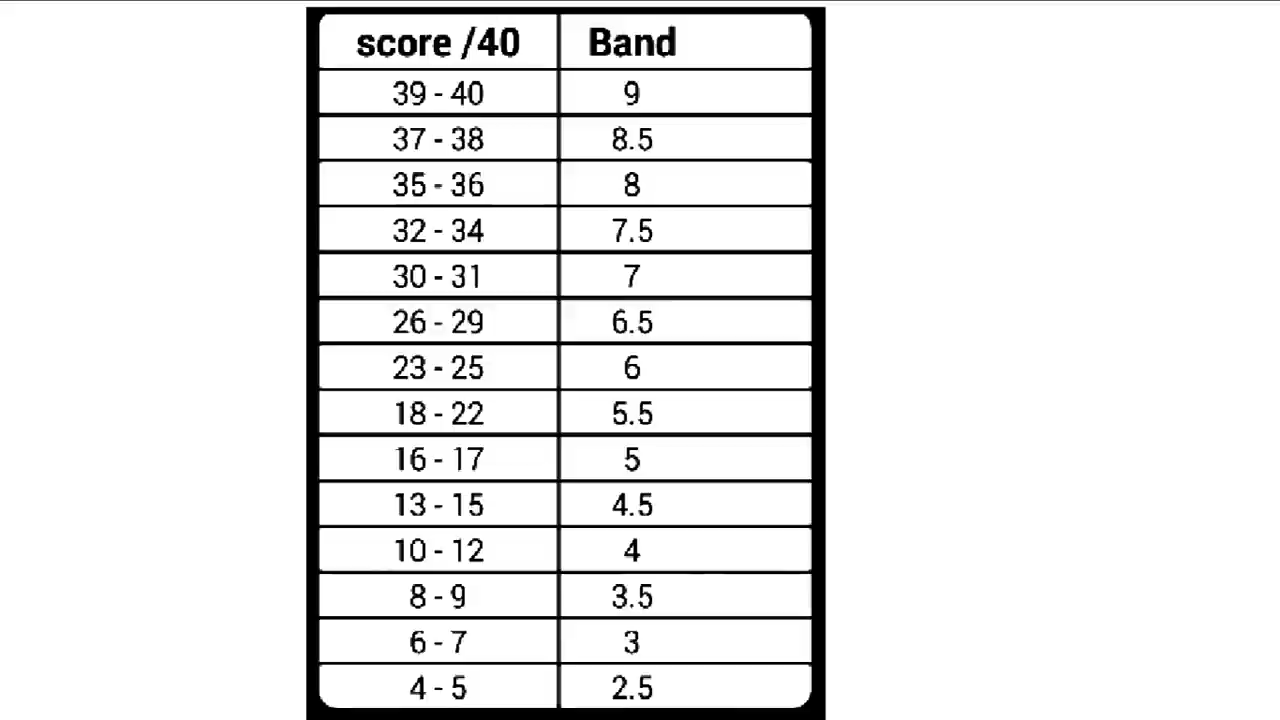 score /40 Band
39 - 40 9
37 - 38 8.5
35 - 36 8
32 - 34 7.5
30 - 31 7
26 - 29 6.5
23 - 25 6
18 - 22 5.5
16 - 17 5
13 - 15 4.5
10 - 12 4
8 - 9 3.5
6 - 7 3
4 - 5 2.5